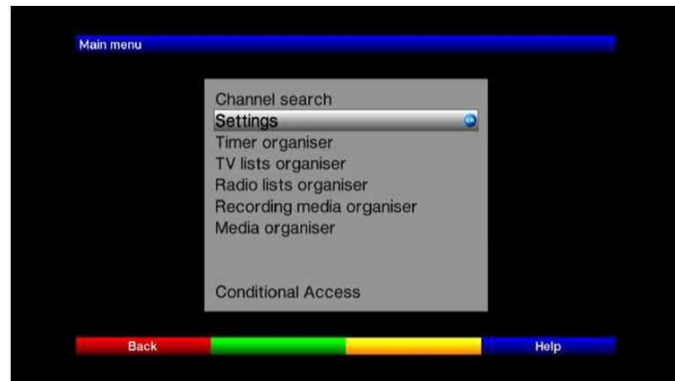 Main menu
Channel search
Settings
Timer organiser
TV lists organiser
Radio lists organiser
Recording media organiser
Media organiser
Conditional Access
Back
Help